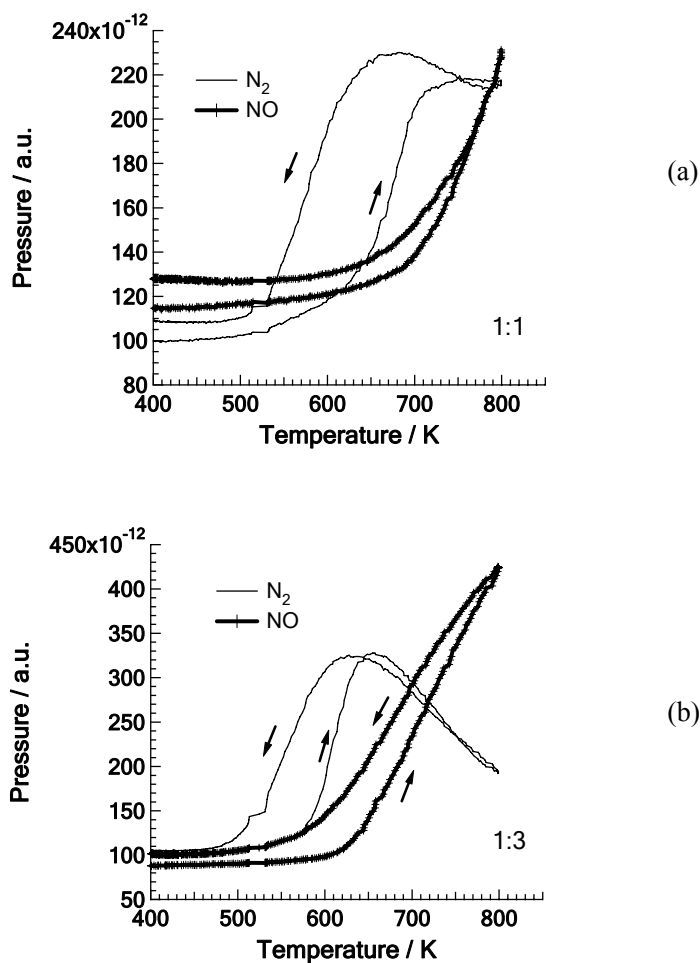 240x10⁻¹²
220
200
180
160
140
120
100
80
Pressure / a.u.
N₂
NO
1:1
400 500 600 700 800
Temperature / K
(a)
450x10⁻¹²
400
350
300
250
200
150
100
50
Pressure / a.u.
N₂
NO
1:3
400 500 600 700 800
Temperature / K
(b)